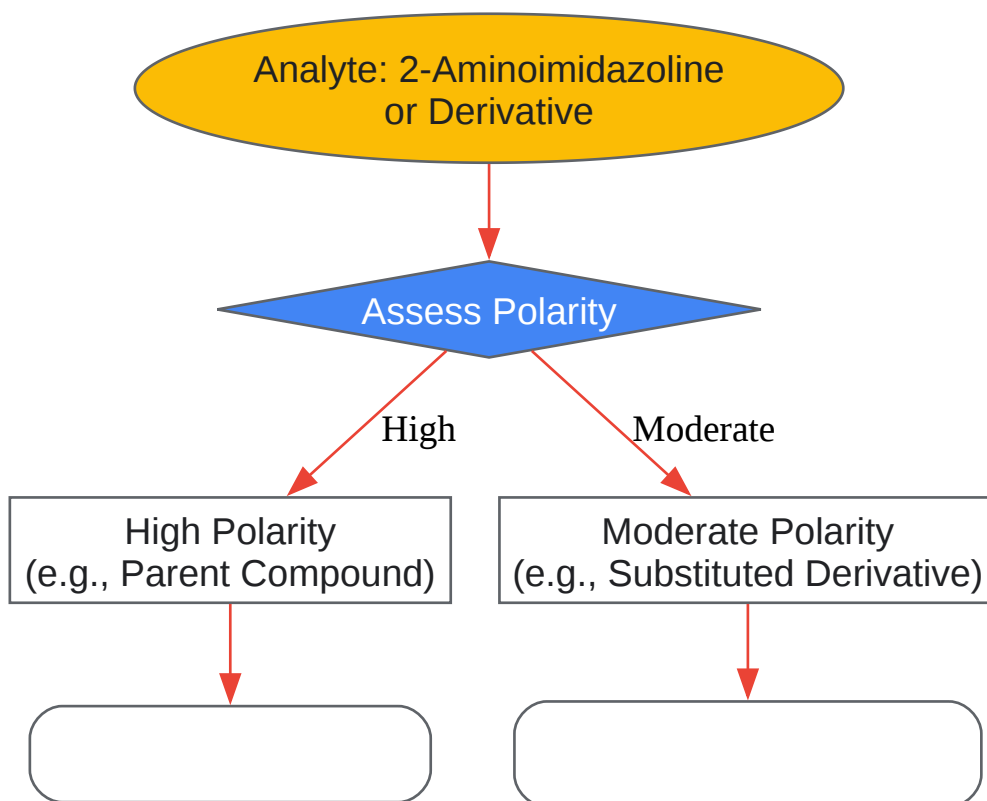 Analyte: 2-Aminoimidazoline
or Derivative
Assess Polarity
High
Moderate
High Polarity
(e.g., Parent Compound)
Moderate Polarity
(e.g., Substituted Derivative)